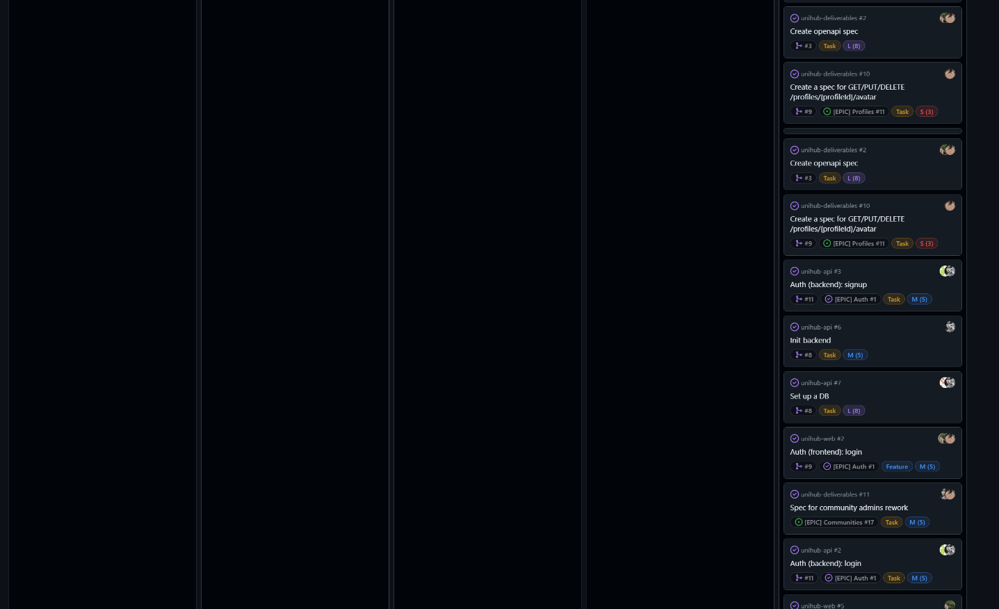 unihub-deliverables #2
Create openapi spec
#3 Task L (8)
unihub-deliverables #10
Create a spec for GET/PUT/DELETE
/profiles/{profileId}/avatar
#9 [EPIC] Profiles #11 Task S (3)
unihub-deliverables #2
Create openapi spec
#3 Task L (8)
unihub-deliverables #10
Create a spec for GET/PUT/DELETE
/profiles/{profileId}/avatar
#9 [EPIC] Profiles #11 Task S (3)
unihub-api #3
Auth (backend): signup
#11 [EPIC] Auth #1 Task M (5)
unihub-api #6
Init backend
#8 Task M (5)
unihub-api #7
Set up a DB
#8 Task L (8)
unihub-web #2
Auth (frontend): login
#9 [EPIC] Auth #1 Feature M (5)
unihub-deliverables #11
Spec for community admins rework
[EPIC] Communities #17 Task M (5)
unihub-api #2
Auth (backend): login
#11 [EPIC] Auth #1 Task M (5)
unihub-web #5